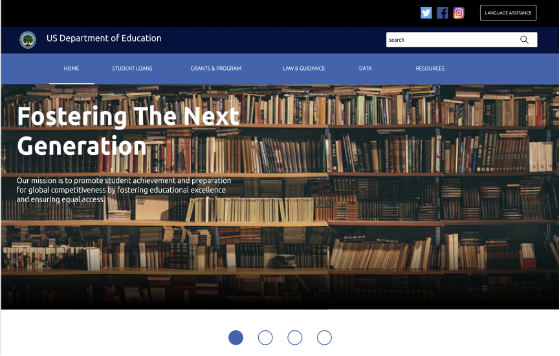 LANGUAGE ASSITANCE
US Department of Education
search
HOME STUDENT LOANS GRANTS & PROGRAM LAW & GUIDANCE DATA RESOURCES
Fostering The Next
Generation
Our mission is to promote student achievement and preparation
for global competitiveness by fostering educational excellence
and ensuring equal access.